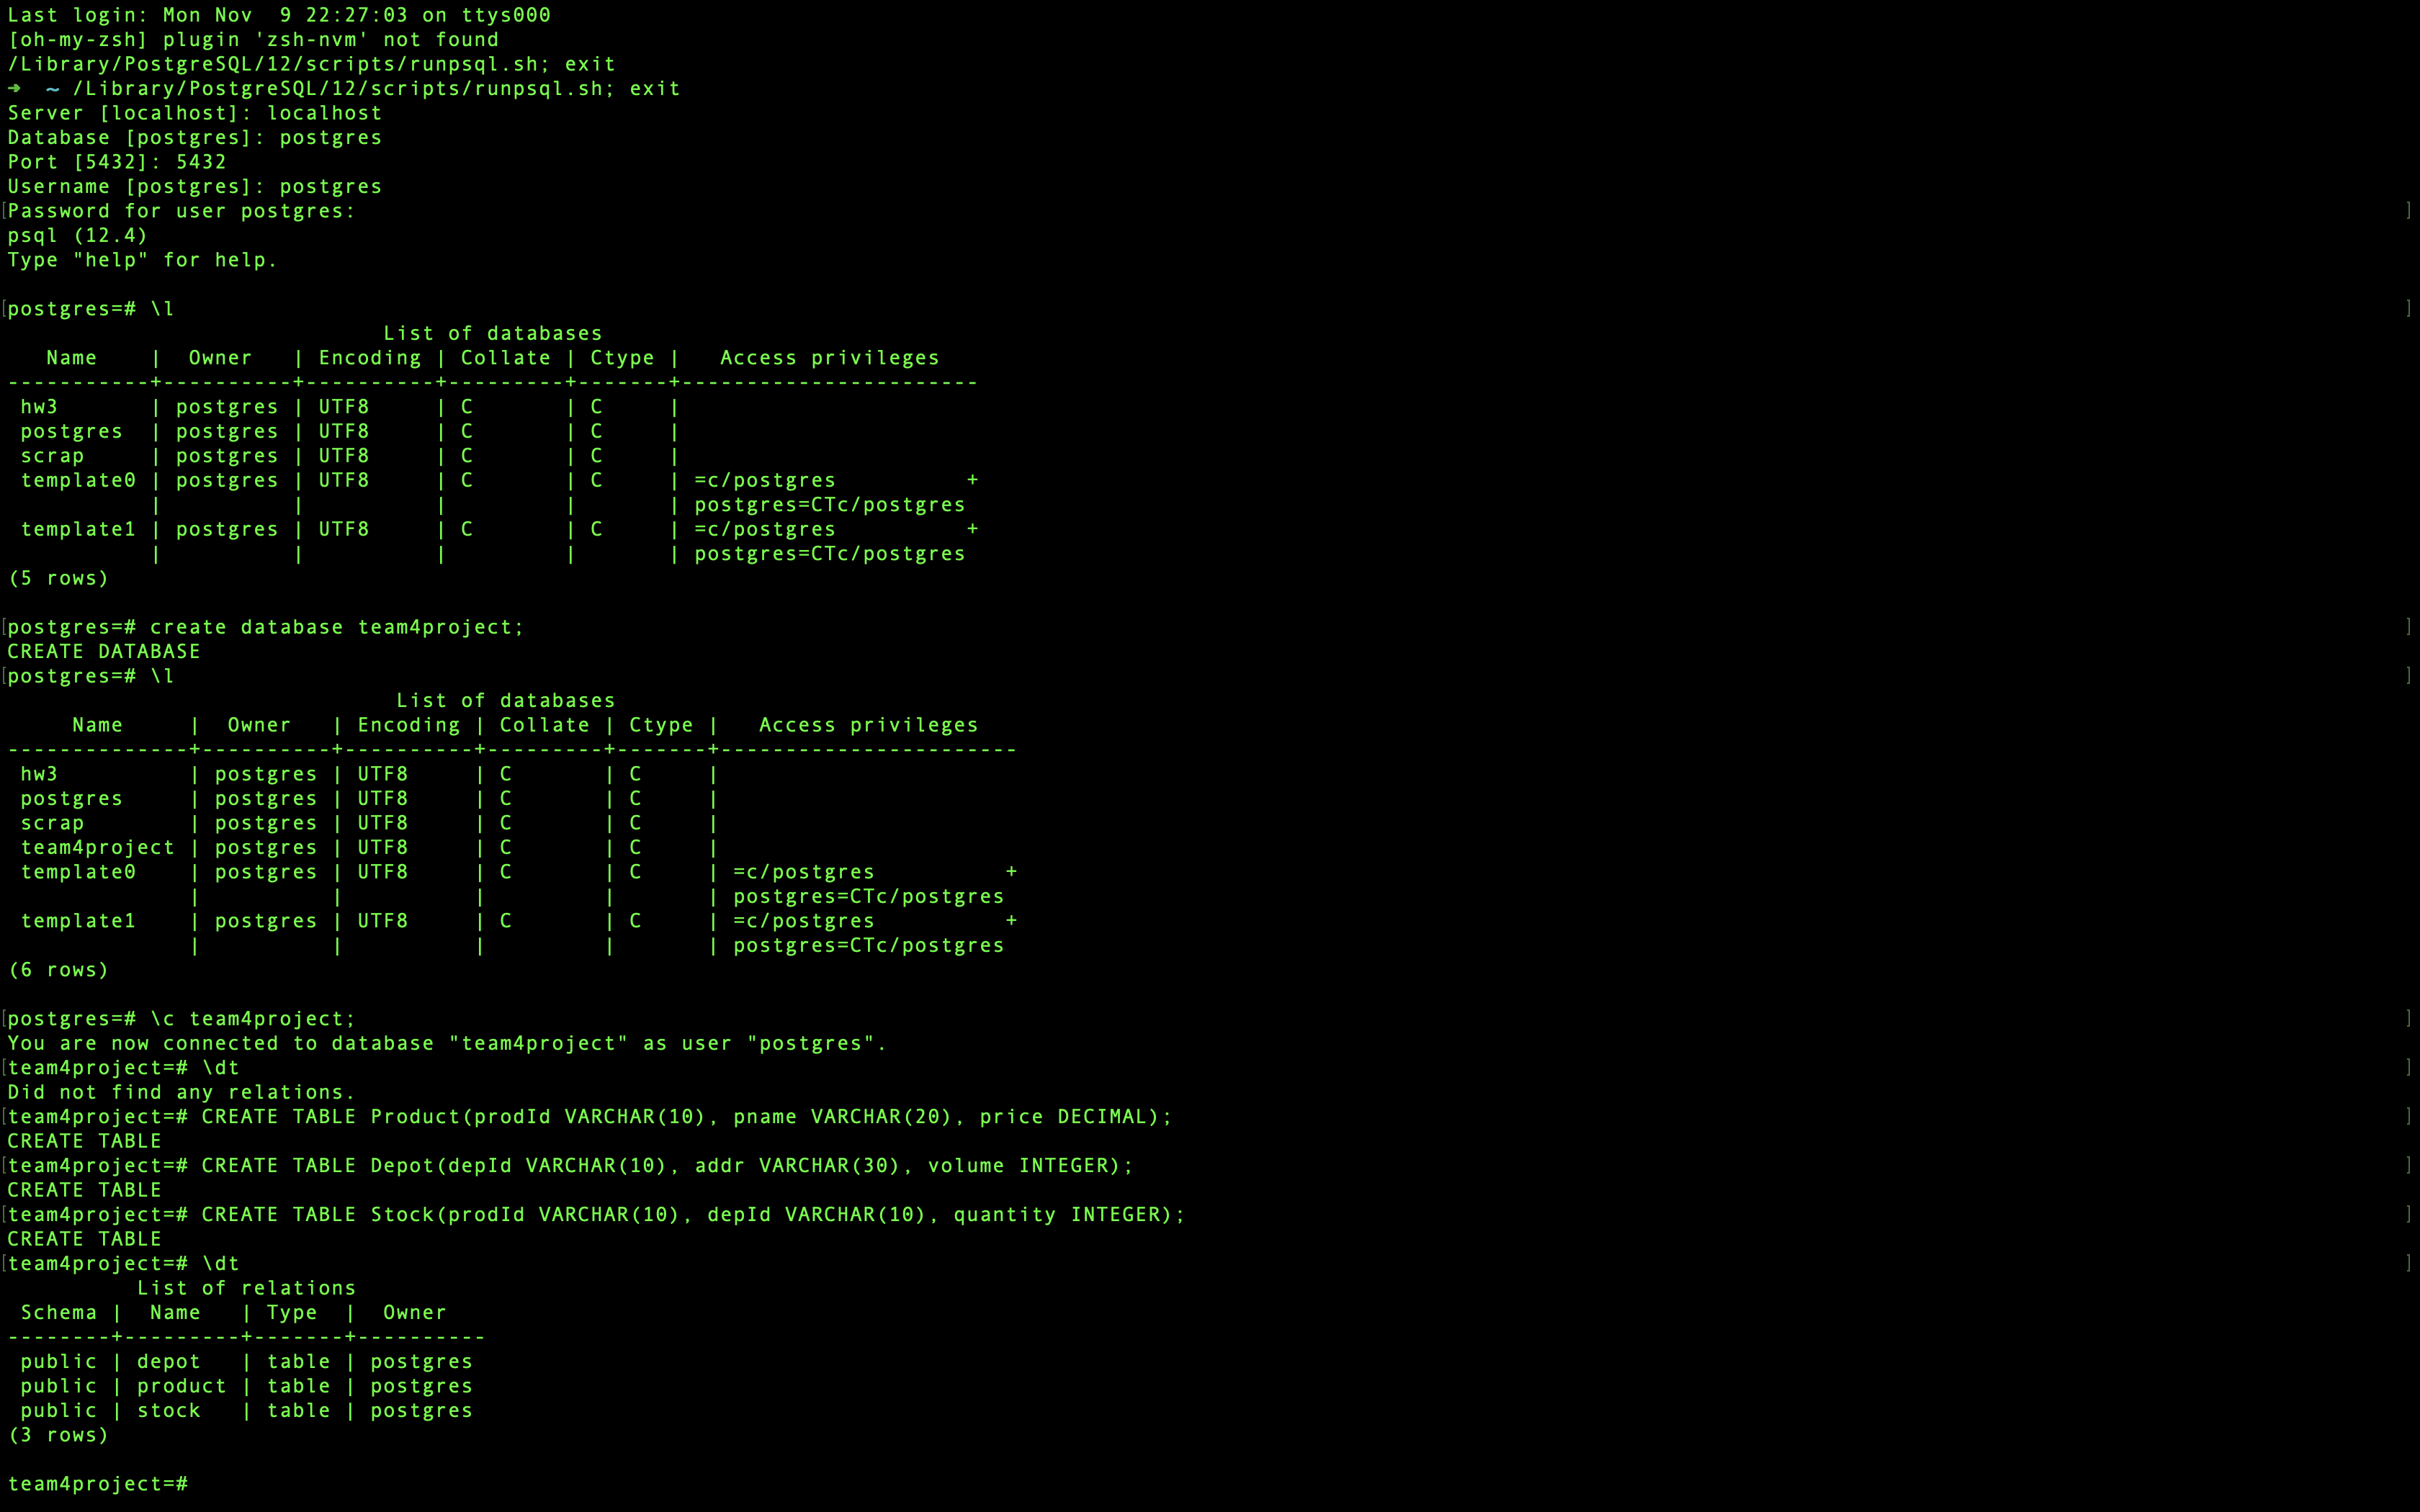 Last login: Mon Nov  9 22:27:03 on ttys000
[oh-my-zsh] plugin 'zsh-nvm' not found
/Library/PostgreSQL/12/scripts/runpsql.sh; exit
➜  ~ /Library/PostgreSQL/12/scripts/runpsql.sh; exit
Server [localhost]: localhost
Database [postgres]: postgres
Port [5432]: 5432
Username [postgres]: postgres
[Password for user postgres: ]
psql (12.4)
Type "help" for help.

[postgres=# \l ]
                             List of databases
   Name    |  Owner   | Encoding | Collate | Ctype |   Access privileges
-----------+----------+----------+---------+-------+-----------------------
 hw3       | postgres | UTF8     | C       | C     |
 postgres  | postgres | UTF8     | C       | C     |
 scrap     | postgres | UTF8     | C       | C     |
 template0 | postgres | UTF8     | C       | C     | =c/postgres          +
           |          |          |         |       | postgres=CTc/postgres
 template1 | postgres | UTF8     | C       | C     | =c/postgres          +
           |          |          |         |       | postgres=CTc/postgres
(5 rows)

[postgres=# create database team4project; ]
CREATE DATABASE
[postgres=# \l ]
                              List of databases
     Name     |  Owner   | Encoding | Collate | Ctype |   Access privileges
--------------+----------+----------+---------+-------+-----------------------
 hw3          | postgres | UTF8     | C       | C     |
 postgres     | postgres | UTF8     | C       | C     |
 scrap        | postgres | UTF8     | C       | C     |
 team4project | postgres | UTF8     | C       | C     |
 template0    | postgres | UTF8     | C       | C     | =c/postgres          +
              |          |          |         |       | postgres=CTc/postgres
 template1    | postgres | UTF8     | C       | C     | =c/postgres          +
              |          |          |         |       | postgres=CTc/postgres
(6 rows)

[postgres=# \c team4project; ]
You are now connected to database "team4project" as user "postgres".
[team4project=# \dt ]
Did not find any relations.
[team4project=# CREATE TABLE Product(prodId VARCHAR(10), pname VARCHAR(20), price DECIMAL); ]
CREATE TABLE
[team4project=# CREATE TABLE Depot(depId VARCHAR(10), addr VARCHAR(30), volume INTEGER); ]
CREATE TABLE
[team4project=# CREATE TABLE Stock(prodId VARCHAR(10), depId VARCHAR(10), quantity INTEGER); ]
CREATE TABLE
[team4project=# \dt ]
          List of relations
 Schema |  Name   | Type  |  Owner
--------+---------+-------+----------
 public | depot   | table | postgres
 public | product | table | postgres
 public | stock   | table | postgres
(3 rows)

team4project=#